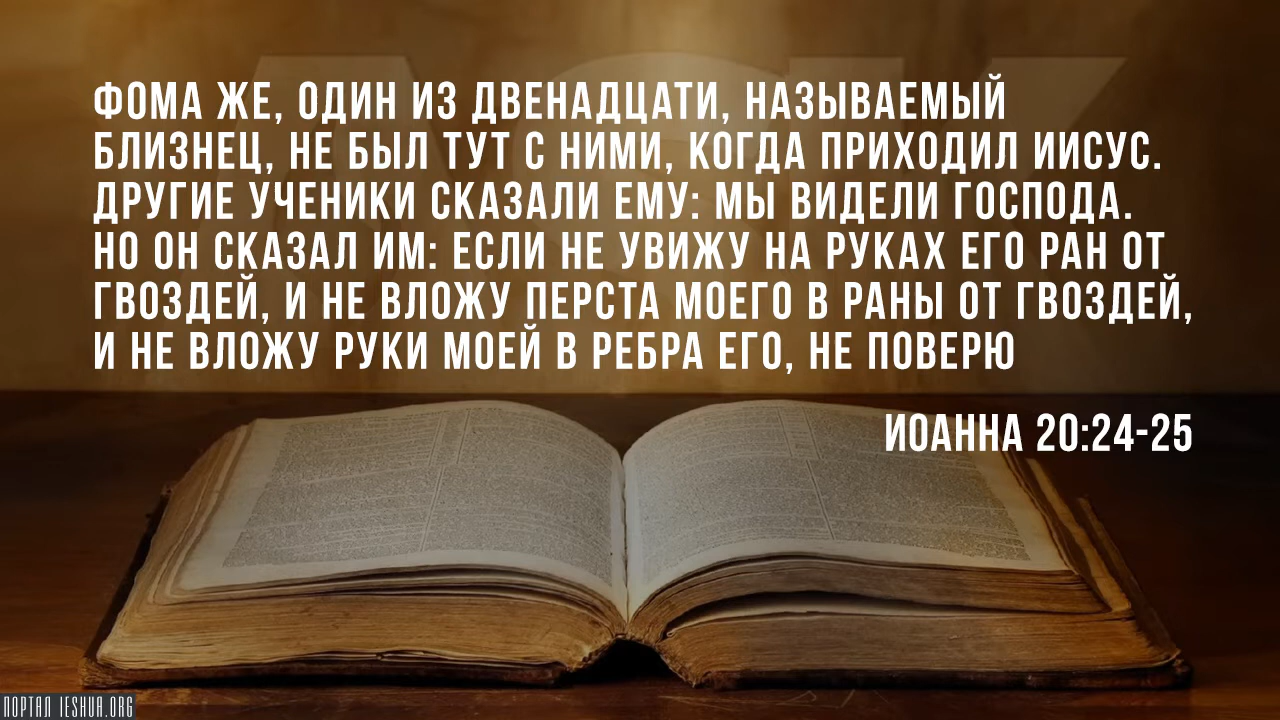 ФОМА ЖЕ, ОДИН ИЗ ДВЕНАДЦАТИ, НАЗЫВАЕМЫЙ
БЛИЗНЕЦ, НЕ БЫЛ ТУТ С НИМИ, КОГДА ПРИХОДИЛ ИИСУС.
ДРУГИЕ УЧЕНИКИ СКАЗАЛИ ЕМУ: МЫ ВИДЕЛИ ГОСПОДА.
НО ОН СКАЗАЛ ИМ: ЕСЛИ НЕ УВИЖУ НА РУКАХ ЕГО РАН ОТ
ГВОЗДЕЙ, И НЕ ВЛОЖУ ПЕРСТА МОЕГО В РАНЫ ОТ ГВОЗДЕЙ,
И НЕ ВЛОЖУ РУКИ МОЕЙ В РЕБРА ЕГО, НЕ ПОВЕРЮ
ИОАННА 20:24-25
ПОРТАЛ IESHUA.ORG